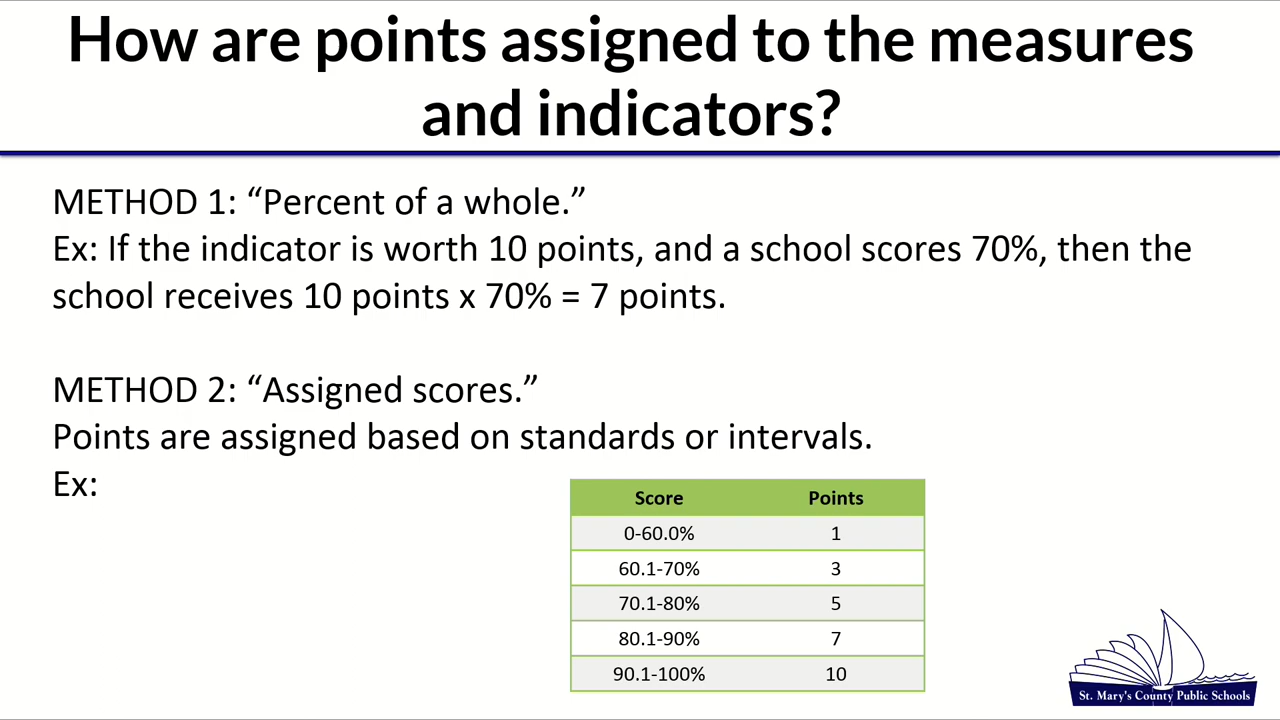 How are points assigned to the measures
and indicators?
METHOD 1: “Percent of a whole.”
Ex: If the indicator is worth 10 points, and a school scores 70%, then the
school receives 10 points x 70% = 7 points.
METHOD 2: “Assigned scores.”
Points are assigned based on standards or intervals.
Ex:
Score Points
0-60.0% 1
60.1-70% 3
70.1-80% 5
80.1-90% 7
90.1-100% 10
St. Mary's County Public Schools